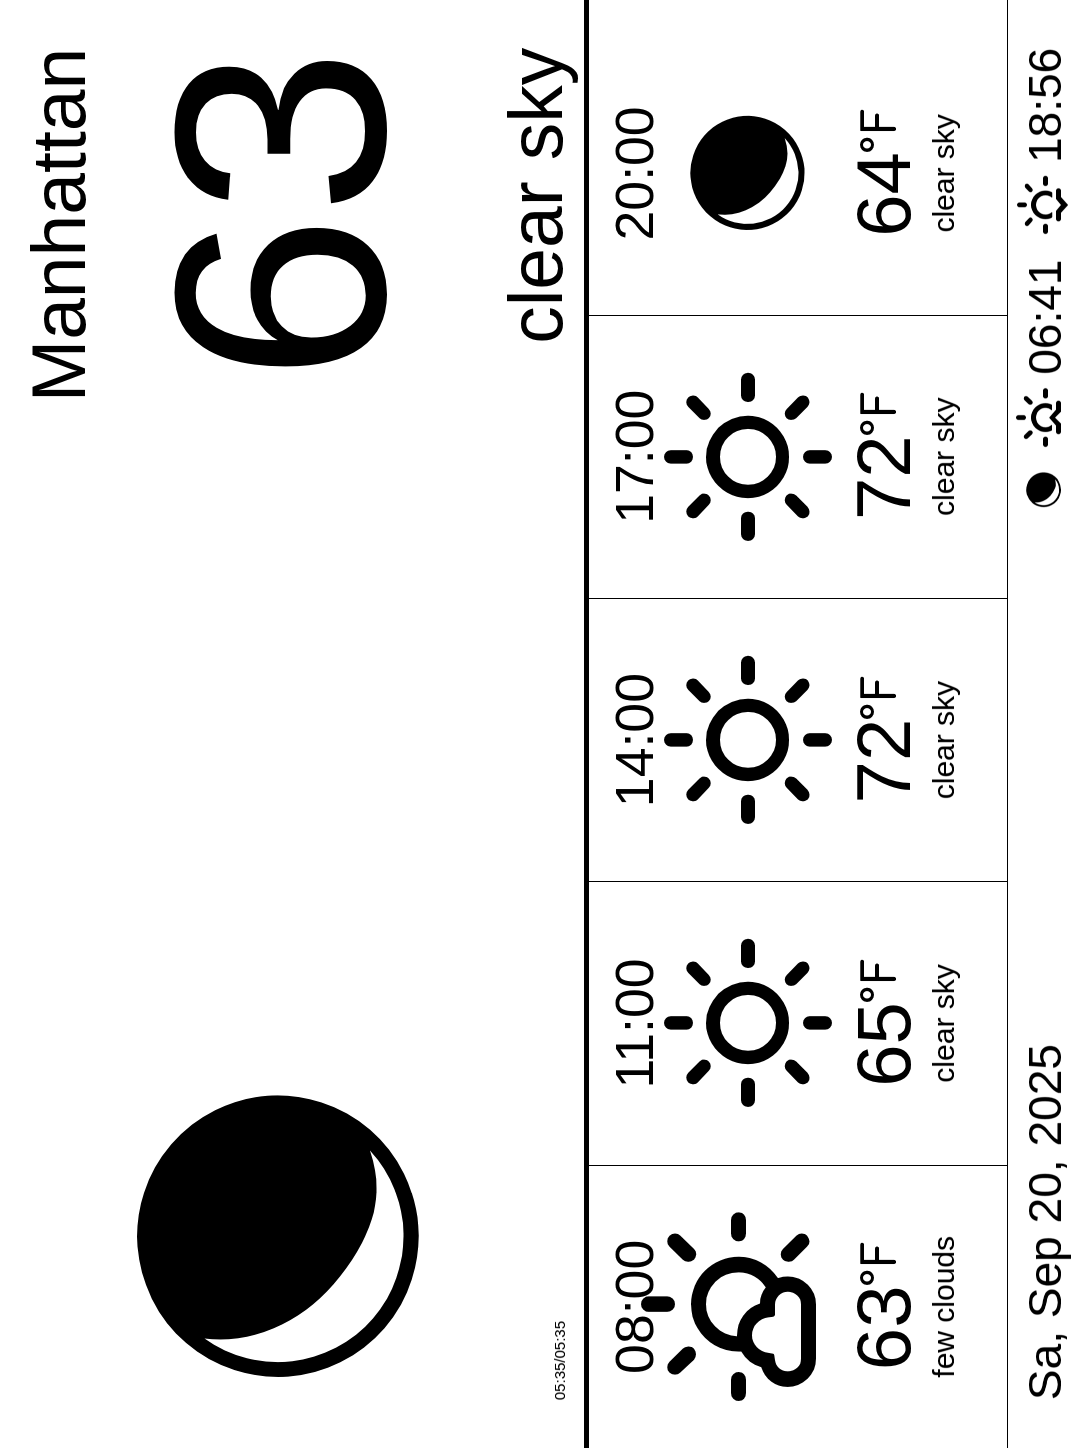 Manhattan
63
clear sky
05:35/05:35
08:00
63°F
few clouds
11:00
65°F
clear sky
14:00
72°F
clear sky
17:00
72°F
clear sky
20:00
64°F
clear sky
Sa, Sep 20, 2025
06:41
18:56